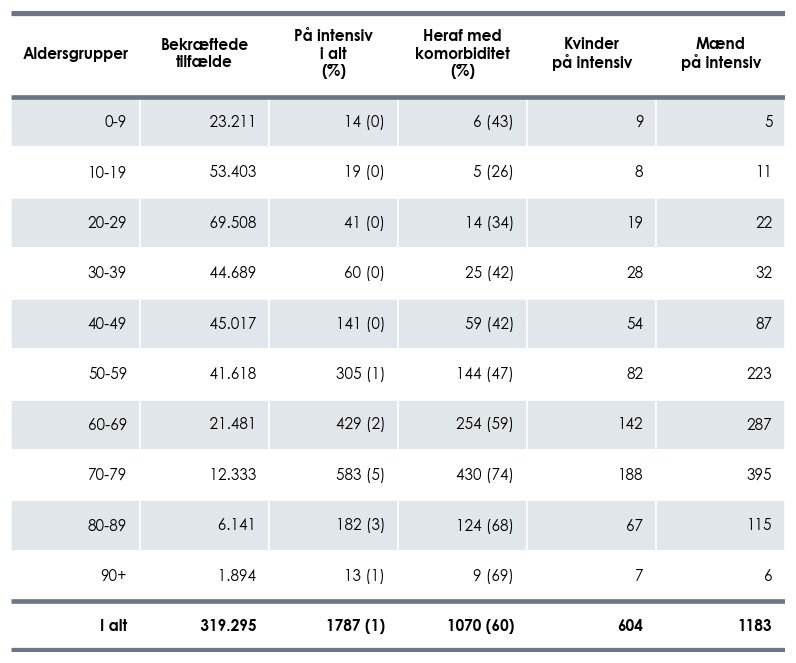 Aldersgrupper Bekræftede tilfælde På intensiv i alt (%) Heraf med komorbiditet (%) Kvinder på intensiv Mænd på intensiv
0-9 23.211 14 (0) 6 (43) 9 5
10-19 53.403 19 (0) 5 (26) 8 11
20-29 69.508 41 (0) 14 (34) 19 22
30-39 44.689 60 (0) 25 (42) 28 32
40-49 45.017 141 (0) 59 (42) 54 87
50-59 41.618 305 (1) 144 (47) 82 223
60-69 21.481 429 (2) 254 (59) 142 287
70-79 12.333 583 (5) 430 (74) 188 395
80-89 6.141 182 (3) 124 (68) 67 115
90+ 1.894 13 (1) 9 (69) 7 6
I alt 319.295 1787 (1) 1070 (60) 604 1183